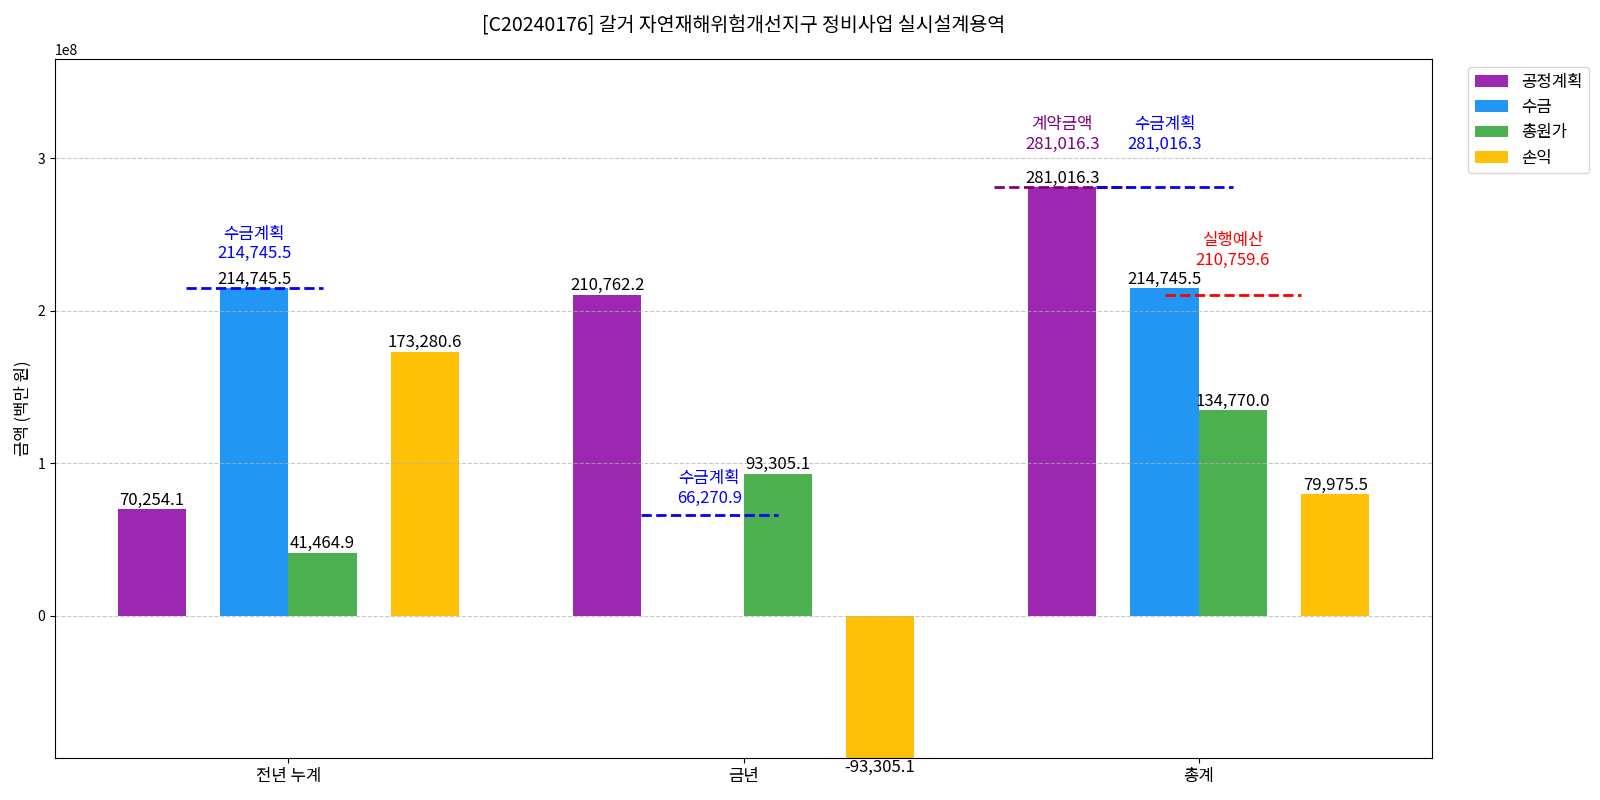 [C20240176] 갈거 자연재해위험개선지구 정비사업 실시설계용역
1e8
공정계획
수금
총원가
손익
금액 (백만 원)
3
2
1
0
계약금액
281,016.3
수금계획
281,016.3
281,016.3
수금계획
214,745.5
214,745.5
실행예산
210,759.6
214,745.5
210,762.2
173,280.6
134,770.0
수금계획
66,270.9
93,305.1
79,975.5
70,254.1
41,464.9
-93,305.1
전년 누계
금년
총계